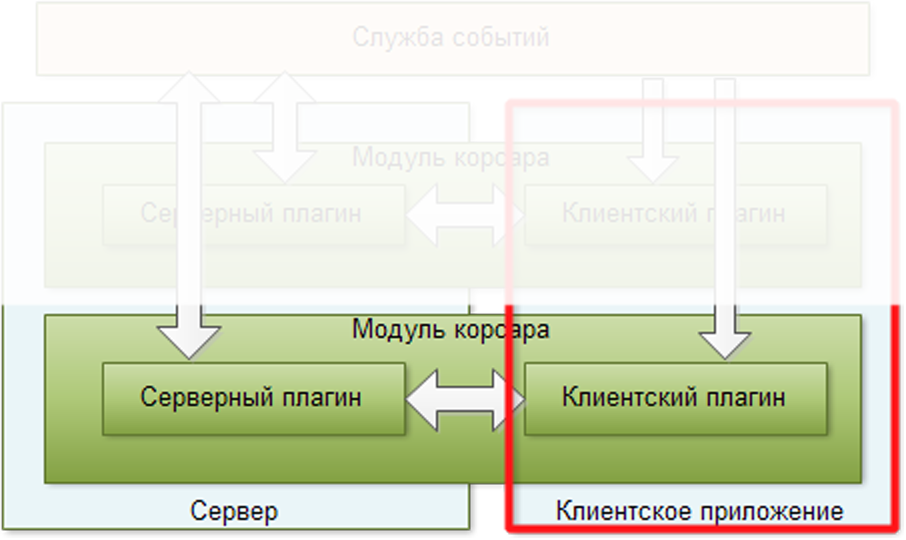 Служба событий
Модуль корсара
Серверный плагин
Клиентский плагин
Модуль корсара
Серверный плагин
Клиентский плагин
Сервер
Клиентское приложение